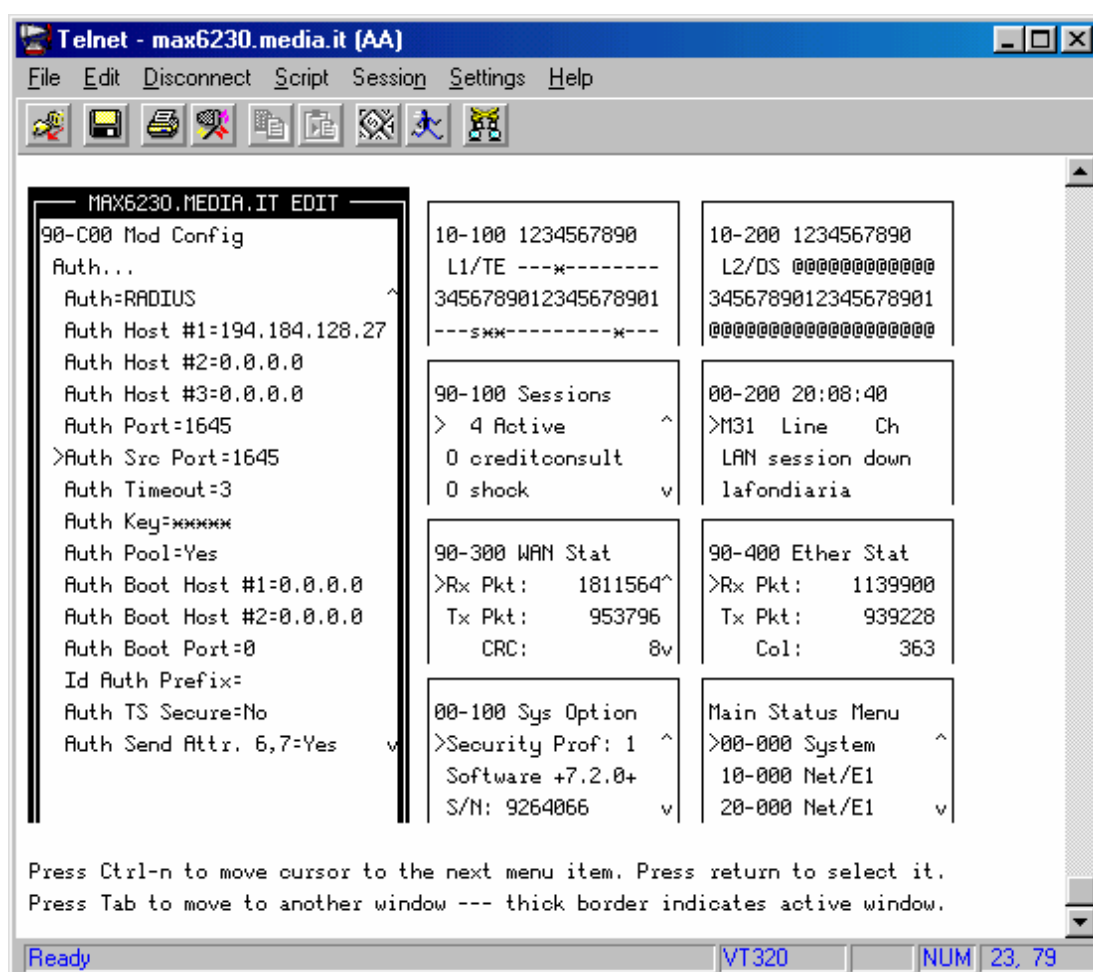 Telnet - max6230.media.it (AA)
File Edit Disconnect Script Session Settings Help
MAX6230.MEDIA.IT EDIT
90-C00 Mod Config
Auth...
Auth=RADIUS ^
Auth Host #1=194.184.128.27
Auth Host #2=0.0.0.0
Auth Host #3=0.0.0.0
Auth Port=1645
>Auth Src Port=1645
Auth Timeout=3
Auth Key=*****
Auth Pool=Yes
Auth Boot Host #1=0.0.0.0
Auth Boot Host #2=0.0.0.0
Auth Boot Port=0
Id Auth Prefix=
Auth TS Secure=No
Auth Send Attr. 6,7=Yes v
10-100 1234567890
L1/TE ---*--------
3456789012345678901
---s**---------*---
10-200 1234567890
L2/DS @@@@@@@@@@@@
3456789012345678901
@@@@@@@@@@@@@@@@@@@
90-100 Sessions
> 4 Active ^
O creditconsult
O shock v
00-200 20:08:40
>M31 Line Ch
LAN session down
lafondiaria
90-300 WAN Stat
>Rx Pkt: 1811564^
Tx Pkt: 953796
CRC: 8v
90-400 Ether Stat
>Rx Pkt: 1139900
Tx Pkt: 939228
Col: 363
00-100 Sys Option
>Security Prof: 1 ^
Software +7.2.0+
S/N: 9264066 v
Main Status Menu
>00-000 System ^
10-000 Net/E1
20-000 Net/E1 v
Press Ctrl-n to move cursor to the next menu item. Press return to select it.
Press Tab to move to another window --- thick border indicates active window.
Ready VT320 NUM 23, 79